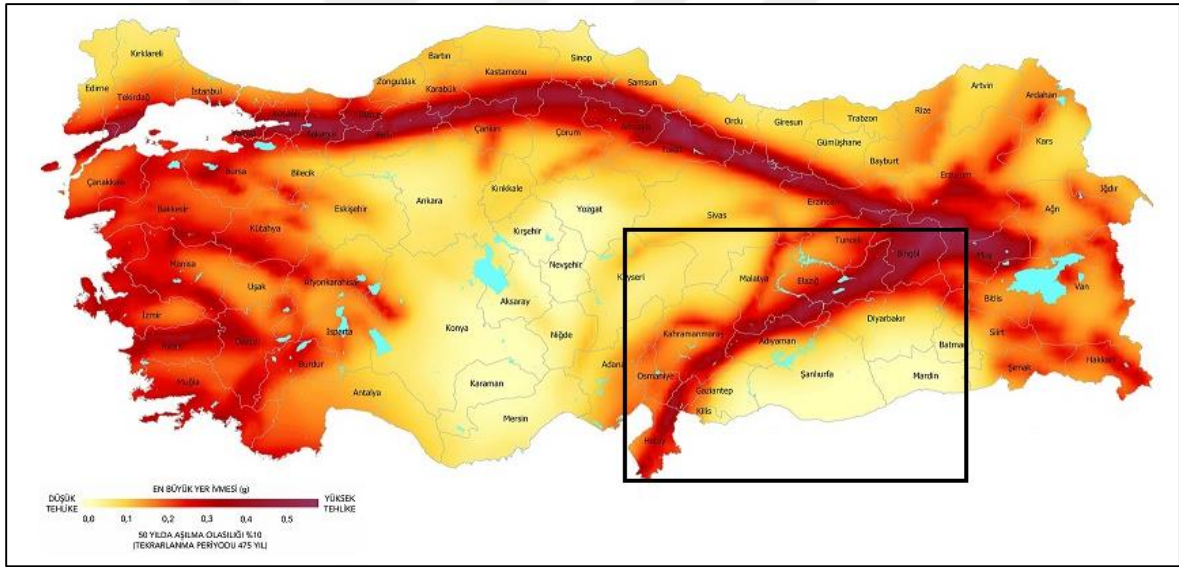 Kırklareli
Edirne
Tekirdağ
İstanbul
Zonguldak
Bartın
Karabük
Kastamonu
Sinop
Samsun
Ordu
Giresun
Trabzon
Rize
Artvin
Ardahan
Kars
Gümüşhane
Bayburt
Çankırı
Çorum
Tokat
Erzincan
Erzurum
Ağrı
Iğdır
Çanakkale
Bursa
Bilecik
Balıkesir
Eskişehir
Ankara
Kırıkkale
Yozgat
Sivas
Kütahya
Kırşehir
Tunceli
Bingöl
Muş
Manisa
Uşak
Afyonkarahisar
Nevşehir
Kayseri
Malatya
Elazığ
Bitlis
Van
İzmir
Aksaray
Diyarbakır
Konya
Isparta
Niğde
Kahramanmaraş
Adıyaman
Batman
Siirt
Hakkari
Burdur
Adana
Osmaniye
Gaziantep
Şanlıurfa
Mardin
Şırnak
Muğla
Antalya
Karaman
Mersin
Kilis
Hatay
EN BÜYÜK YER İVMESİ (g)
DÜŞÜK TEHLİKE
YÜKSEK TEHLİKE
0,0 0,1 0,2 0,3 0,4 0,5
50 YILDA AŞILMA OLASILIĞI %10
(TEKRARLANMA PERİYODU 475 YIL)